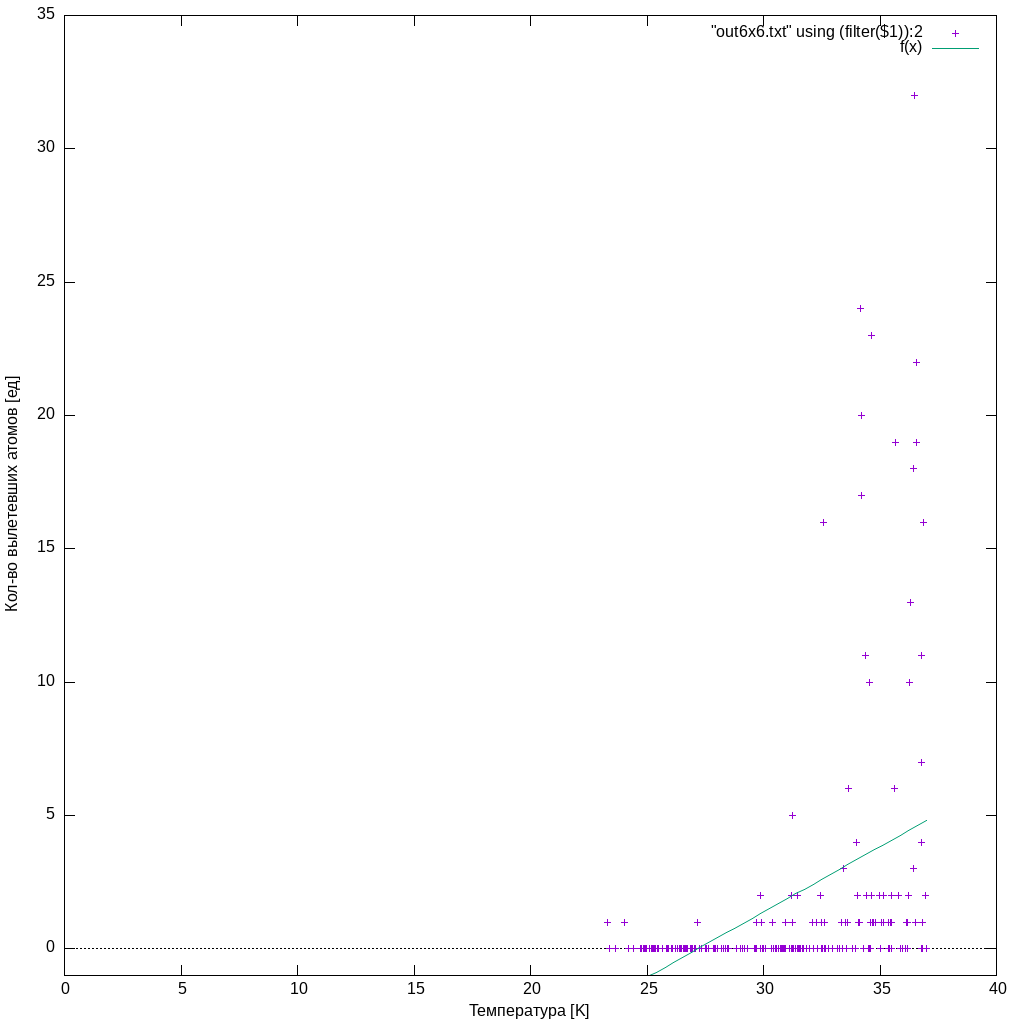 35
"out6x6.txt" using (filter($1)):2
f(x)
30
25
20
15
10
5
0
Кол-во вылетевших атомов [ед]
0 5 10 15 20 25 30 35 40
Температура [K]